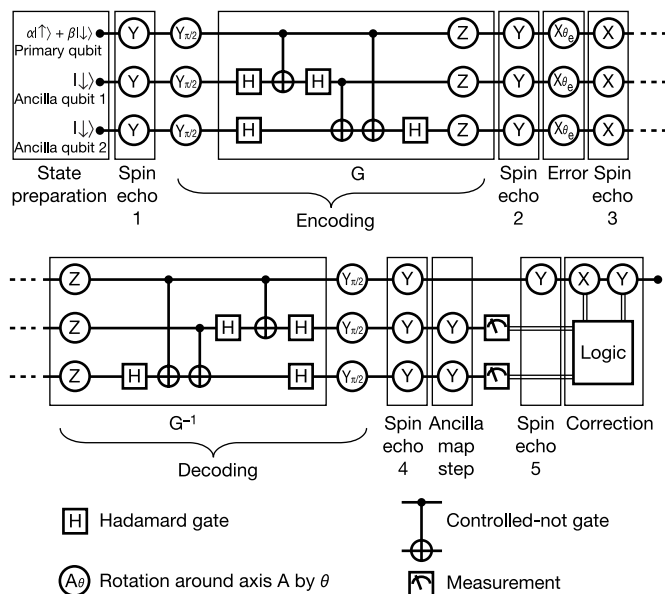 α|↑⟩ + β|↓⟩ Y Yπ/2 Z Y Xθe X
Primary qubit
|↓⟩ Y Yπ/2 H H Z Y Xθe X
Ancilla qubit 1
|↓⟩ Y Yπ/2 H H Z Y Xθe X
Ancilla qubit 2
State preparation
Spin echo 1
G
Encoding
Spin echo 2
Error
Spin echo 3
Z Yπ/2 Y Y X Y
Z H H Yπ/2 Y Y
Logic
Z H H Yπ/2 Y Y
G⁻¹
Decoding
Spin echo 4
Ancilla map step
Spin echo 5
Correction
H Hadamard gate
Controlled-not gate
Aθ Rotation around axis A by θ
Measurement